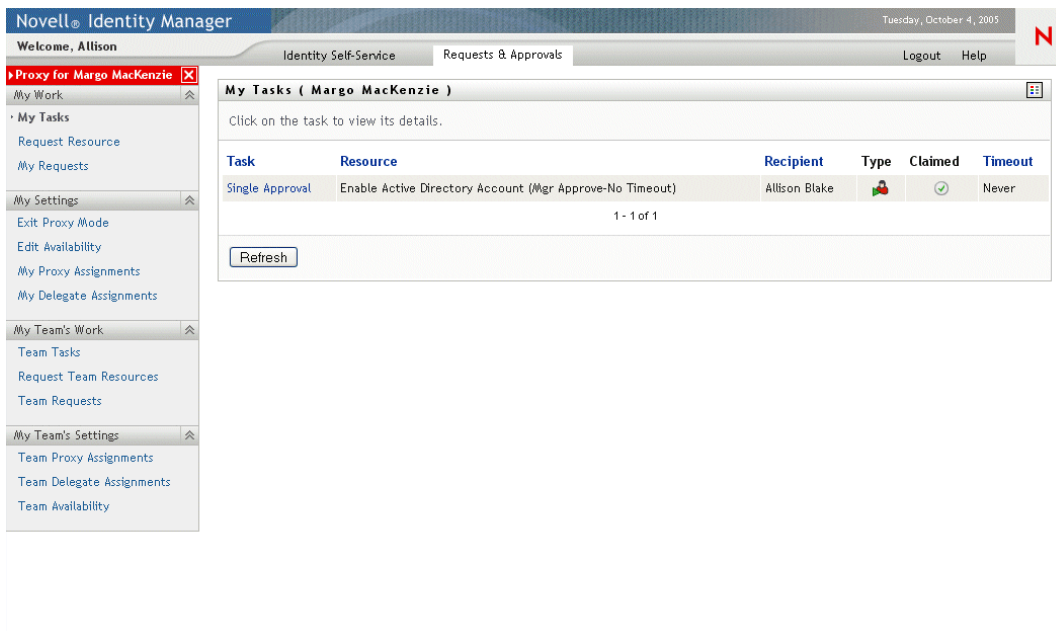 Novell® Identity Manager
Tuesday, October 4, 2005
N
Welcome, Allison
Identity Self-Service
Requests & Approvals
Logout
Help
Proxy for Margo MacKenzie
My Work
My Tasks
Request Resource
My Requests
My Settings
Exit Proxy Mode
Edit Availability
My Proxy Assignments
My Delegate Assignments
My Team's Work
Team Tasks
Request Team Resources
Team Requests
My Team's Settings
Team Proxy Assignments
Team Delegate Assignments
Team Availability
My Tasks ( Margo MacKenzie )
Click on the task to view its details.
Task Resource Recipient Type Claimed Timeout
Single Approval Enable Active Directory Account (Mgr Approve-No Timeout) Allison Blake Never
1 - 1 of 1
Refresh